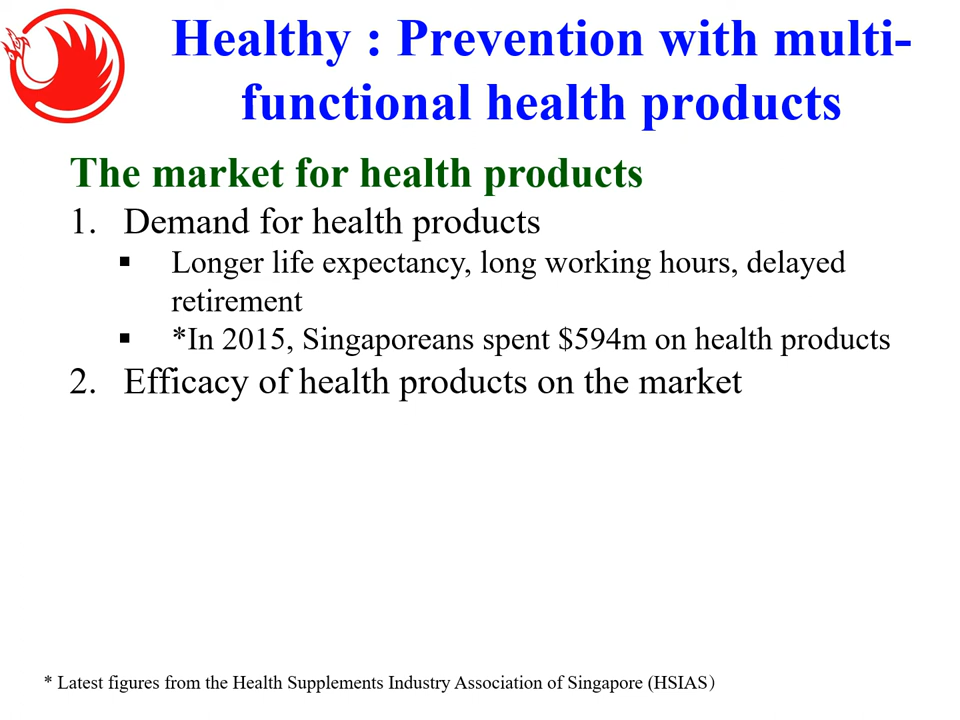 Healthy : Prevention with multi-
functional health products
The market for health products
1. Demand for health products
▪ Longer life expectancy, long working hours, delayed
retirement
▪ *In 2015, Singaporeans spent $594m on health products
2. Efficacy of health products on the market
* Latest figures from the Health Supplements Industry Association of Singapore (HSIAS）